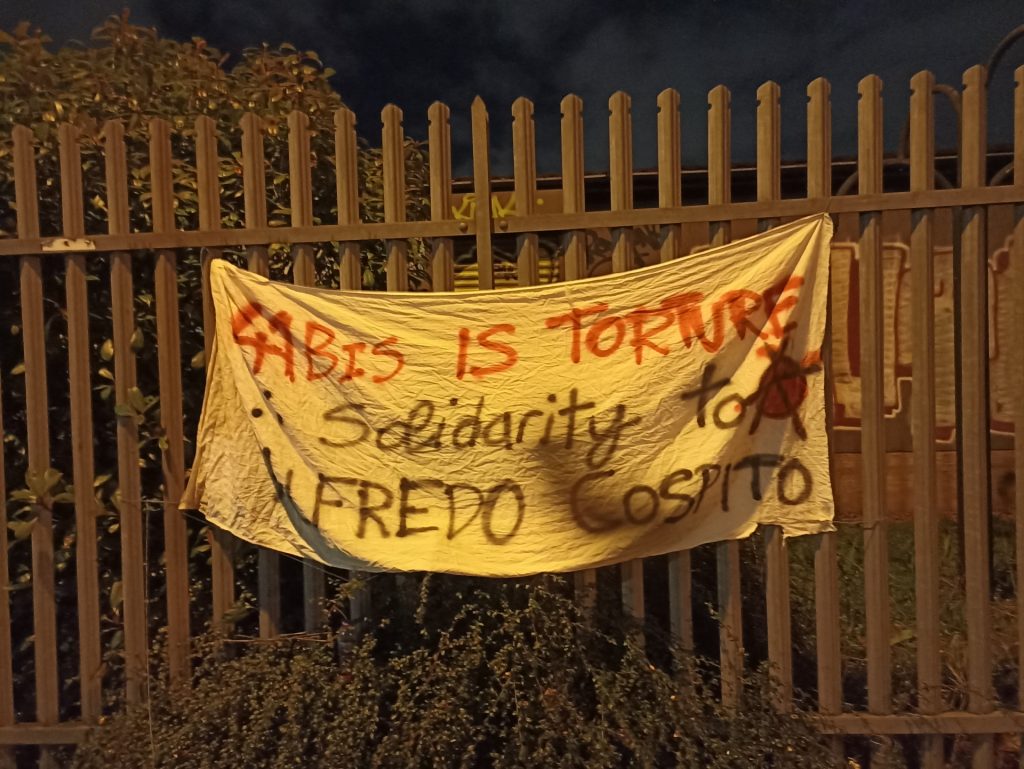 41BIS IS TORTURE
Solidarity to
ALFREDO COSPITO